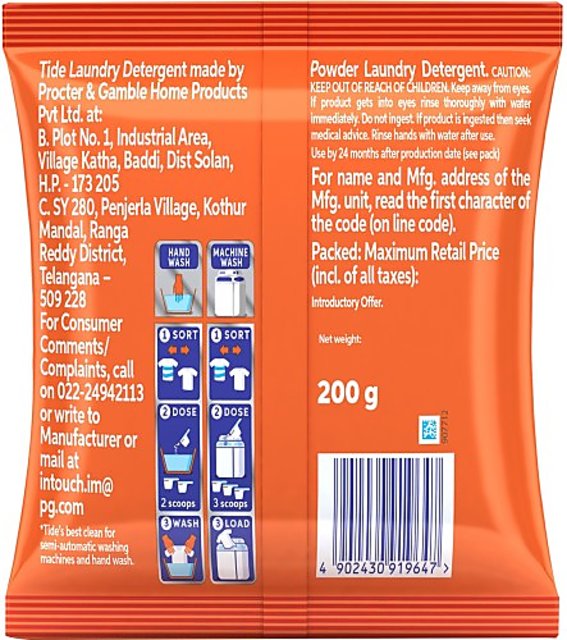 Tide Laundry Detergent made by
Procter & Gamble Home Products
Pvt Ltd. at:
B. Plot No. 1, Industrial Area,
Village Katha, Baddi, Dist Solan,
H.P. - 173 205
C. SY 280, Penjerla Village, Kothur
Mandal, Ranga
Reddy District,
Telangana –
509 228
For Consumer
Comments/
Complaints, call
on 022-24942113
or write to
Manufacturer or
mail at
intouch.im@
pg.com
*Tide's best clean for
semi-automatic washing
machines and hand wash.
HAND
WASH
1 SORT
2 DOSE
2 scoops
3 WASH
MACHINE
WASH
1 SORT
2 DOSE
3 scoops
3 LOAD
Powder Laundry Detergent. CAUTION:
KEEP OUT OF REACH OF CHILDREN. Keep away from eyes.
If product gets into eyes rinse thoroughly with water
immediately. Do not ingest. If product is ingested then seek
medical advice. Rinse hands with water after use.
Use by 24 months after production date (see pack)
For name and Mfg. address of the
Mfg. unit, read the first character of
the code (on line code).
Packed: Maximum Retail Price
(incl. of all taxes):
Introductory Offer.
Net weight:
200 g
4 902430 919647 >